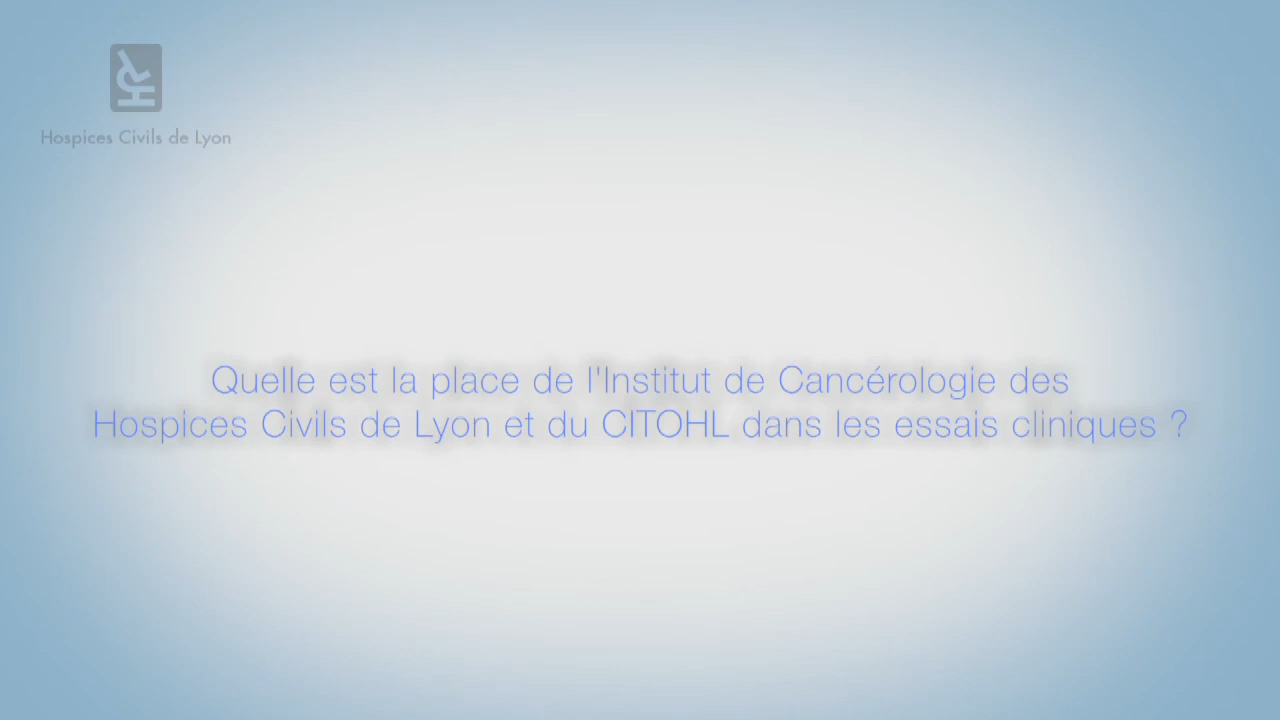 Hospices Civils de Lyon
Quelle est la place de l'Institut de Cancérologie des
Hospices Civils de Lyon et du CITOHL dans les essais cliniques ?